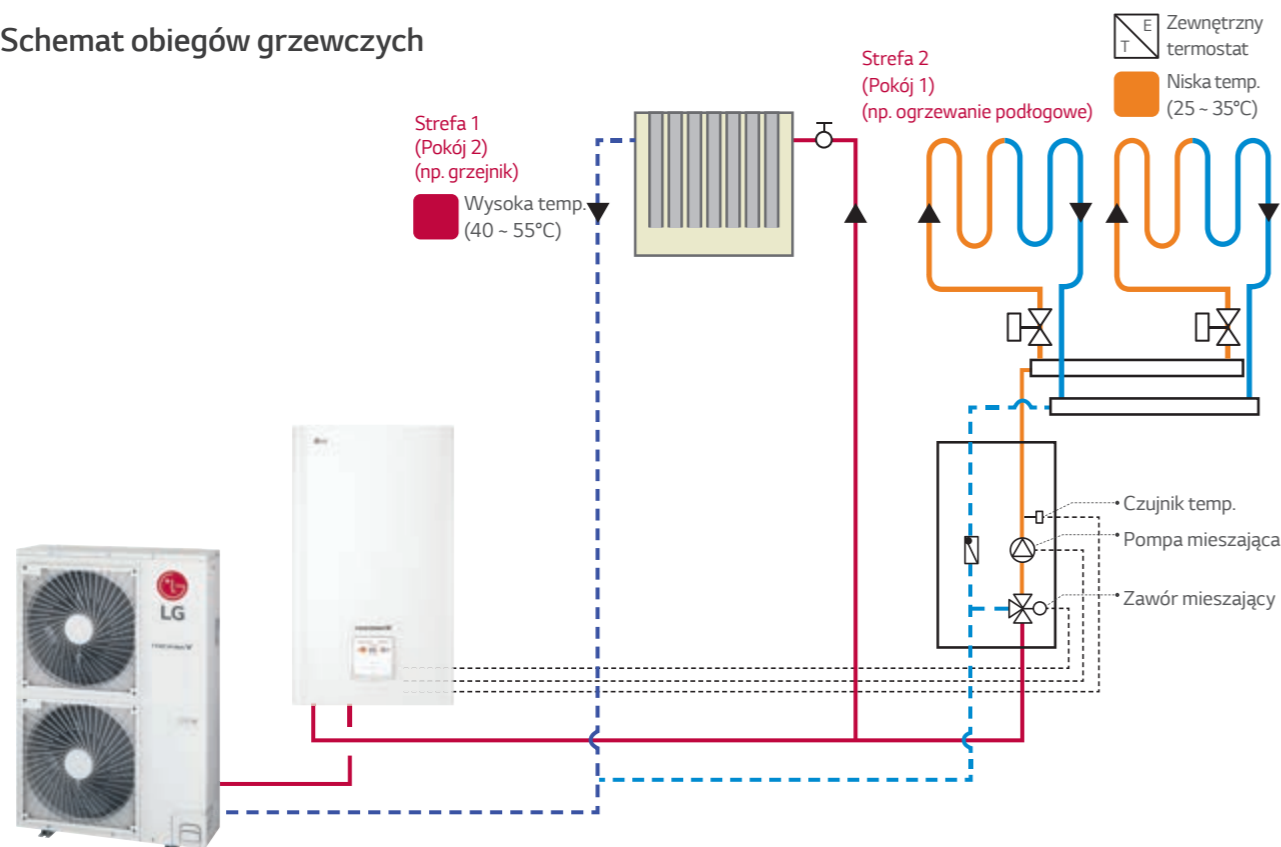 Schemat obiegów grzewczych
E
T
Zewnętrzny
termostat
Niska temp.
(25 ~ 35°C)
Strefa 2
(Pokój 1)
(np. ogrzewanie podłogowe)
Strefa 1
(Pokój 2)
(np. grzejnik)
Wysoka temp.
(40 ~ 55°C)
Czujnik temp.
Pompa mieszająca
Zawór mieszający
LG